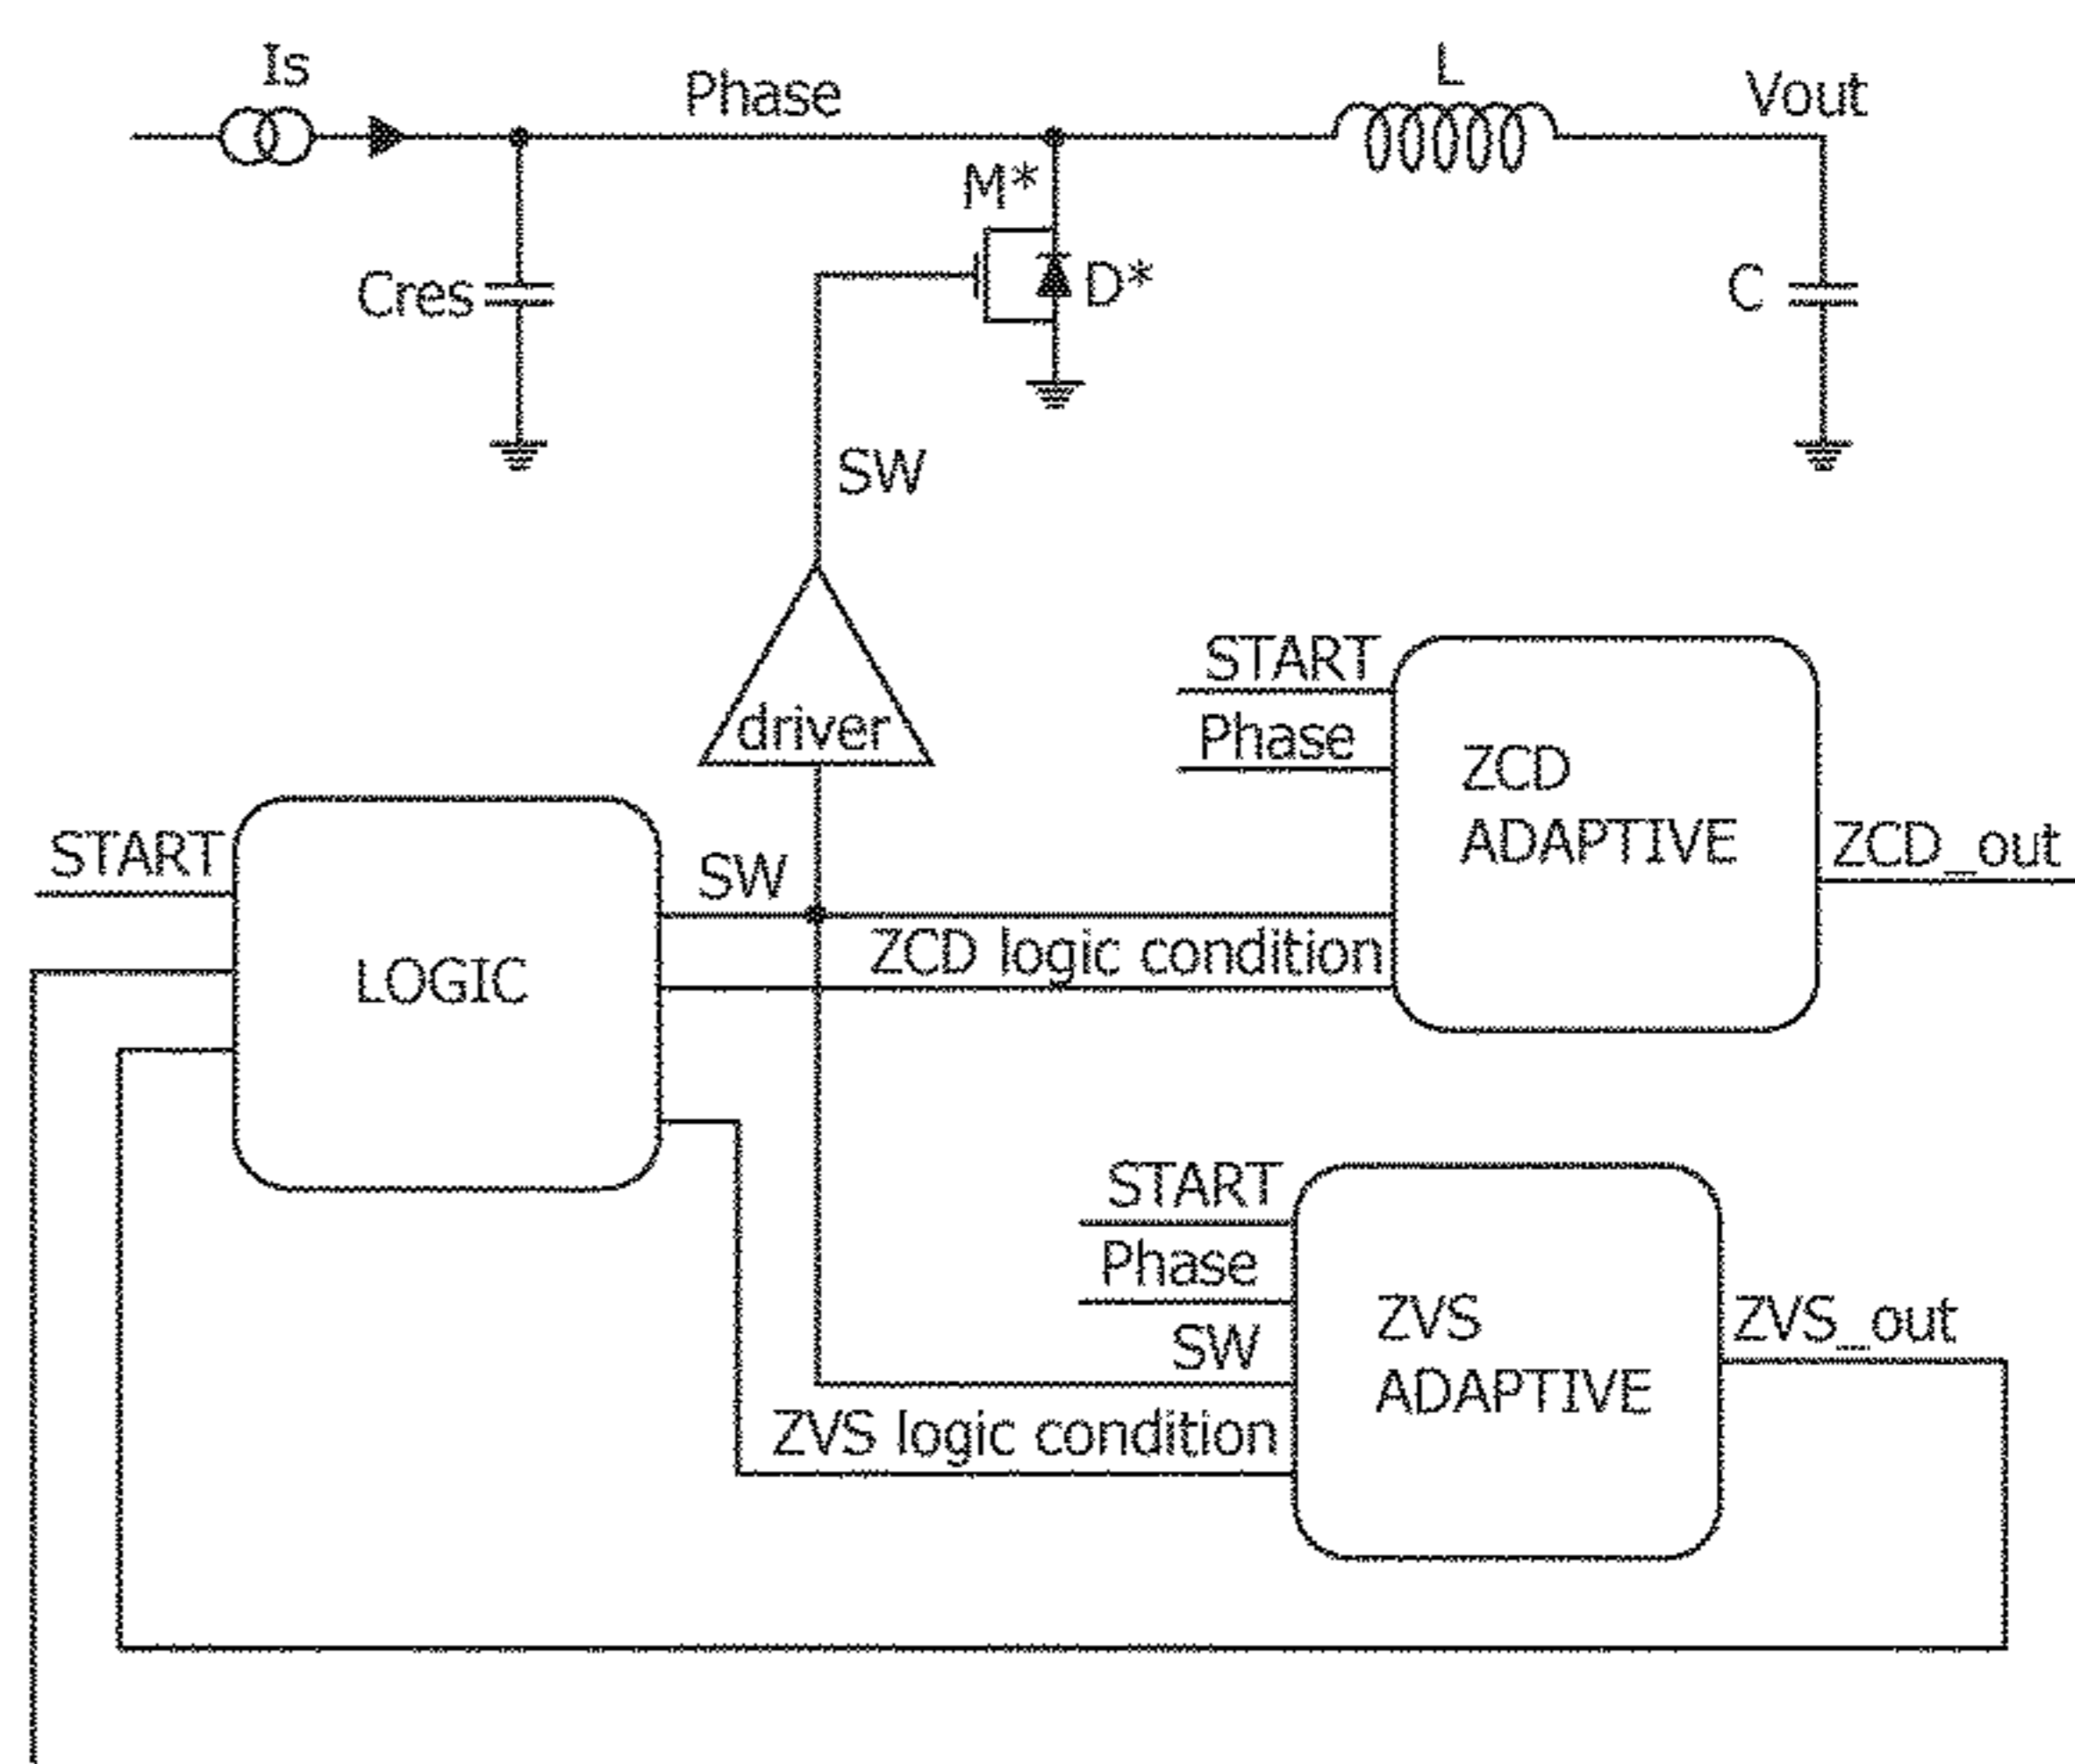 Is
Phase
L
Vout
M*
Cres
D*
C
SW
driver
START
Phase
ZCD
ADAPTIVE
ZCD_out
START
SW
ZCD logic condition
LOGIC
START
Phase
SW
ZVS
ADAPTIVE
ZVS_out
ZVS logic condition